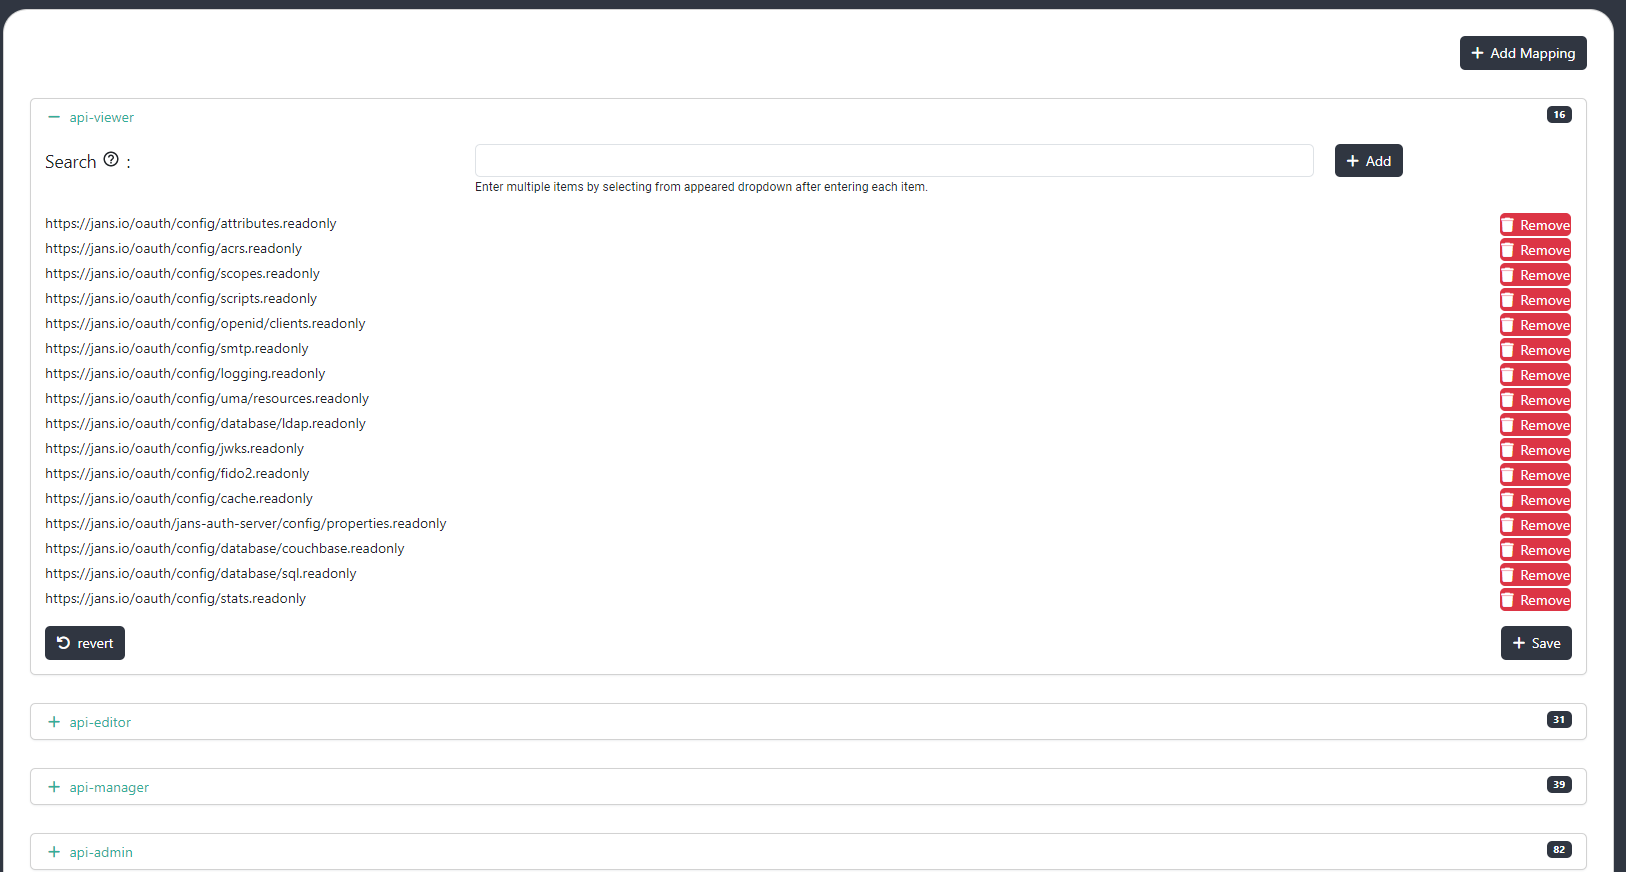 Add Mapping
api-viewer 16
Search : Add
Enter multiple items by selecting from appeared dropdown after entering each item.
https://jans.io/oauth/config/attributes.readonly Remove
https://jans.io/oauth/config/acrs.readonly Remove
https://jans.io/oauth/config/scopes.readonly Remove
https://jans.io/oauth/config/scripts.readonly Remove
https://jans.io/oauth/config/openid/clients.readonly Remove
https://jans.io/oauth/config/smtp.readonly Remove
https://jans.io/oauth/config/logging.readonly Remove
https://jans.io/oauth/config/uma/resources.readonly Remove
https://jans.io/oauth/config/database/ldap.readonly Remove
https://jans.io/oauth/config/jwks.readonly Remove
https://jans.io/oauth/config/fido2.readonly Remove
https://jans.io/oauth/config/cache.readonly Remove
https://jans.io/oauth/jans-auth-server/config/properties.readonly Remove
https://jans.io/oauth/config/database/couchbase.readonly Remove
https://jans.io/oauth/config/database/sql.readonly Remove
https://jans.io/oauth/config/stats.readonly Remove
revert Save
api-editor 31
api-manager 39
api-admin 82